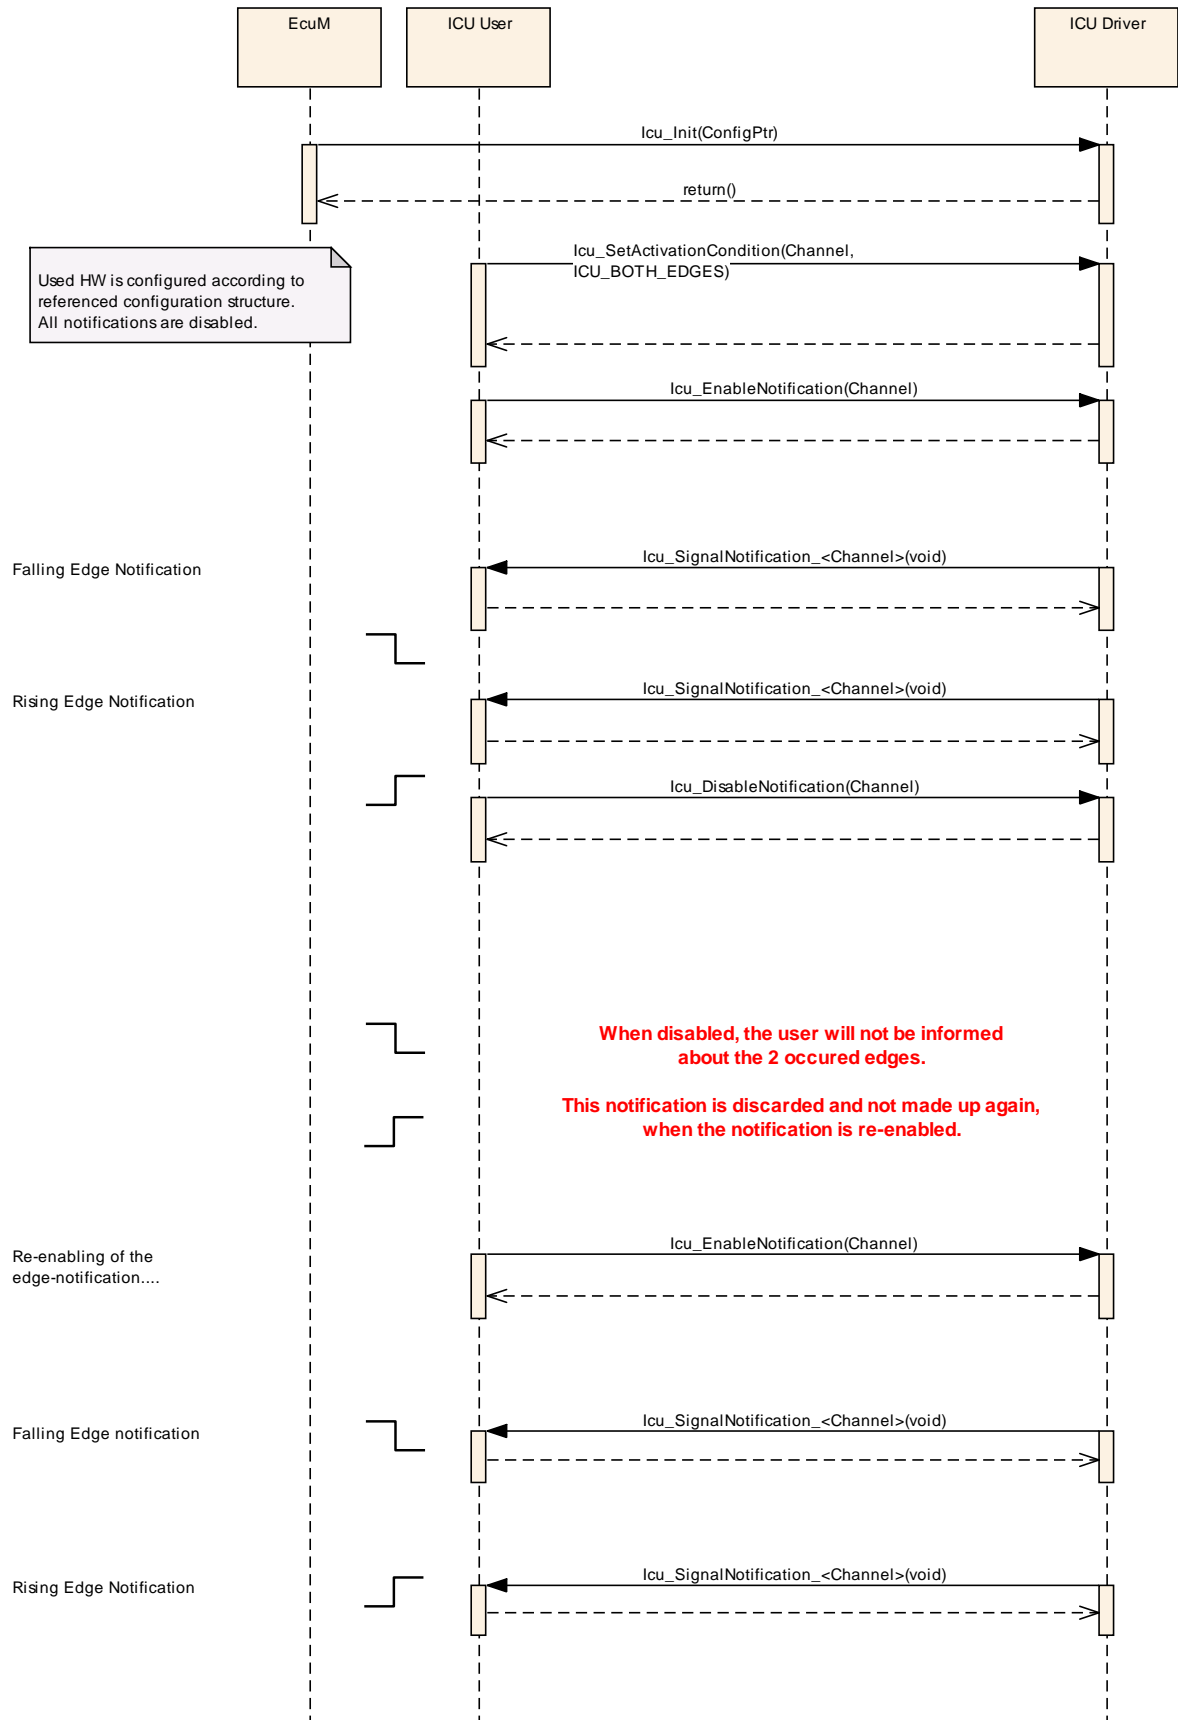 EcuM
ICU User
ICU Driver
Icu_Init(ConfigPtr)
return()
Used HW is configured according to
referenced configuration structure.
All notifications are disabled.
Icu_SetActivationCondition(Channel,
ICU_BOTH_EDGES)
Icu_EnableNotification(Channel)
Falling Edge Notification
Icu_SignalNotification_<Channel>(void)
Rising Edge Notification
Icu_SignalNotification_<Channel>(void)
Icu_DisableNotification(Channel)
When disabled, the user will not be informed
about the 2 occured edges.
This notification is discarded and not made up again,
when the notification is re-enabled.
Re-enabling of the
edge-notification....
Icu_EnableNotification(Channel)
Falling Edge notification
Icu_SignalNotification_<Channel>(void)
Rising Edge Notification
Icu_SignalNotification_<Channel>(void)